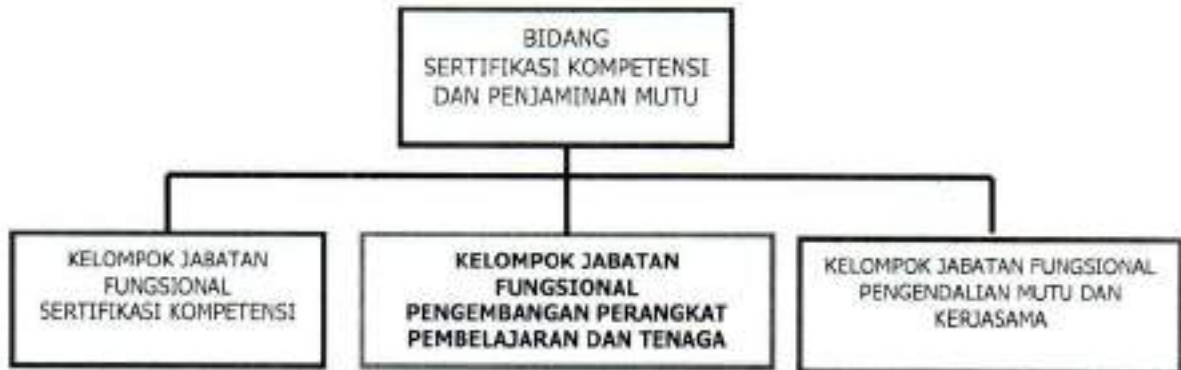 BIDANG
SERTIFIKASI KOMPETENSI
DAN PENJAMINAN MUTU
KELOMPOK JABATAN
FUNGSIONAL
SERTIFIKASI KOMPETENSI
KELOMPOK JABATAN
FUNGSIONAL
PENGEMBANGAN PERANGKAT
PEMBELAJARAN DAN TENAGA
KELOMPOK JABATAN FUNGSIONAL
PENGENDALIAN MUTU DAN
KERJASAMA